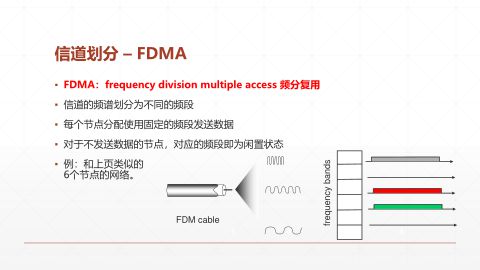 信道划分 – FDMA
FDMA：frequency division multiple access 频分复用
信道的频谱划分为不同的频段
每个节点分配使用固定的频段发送数据
对于不发送数据的节点，对应的频段即为闲置状态
例：和上页类似的
6个节点的网络。
FDM cable
frequency bands